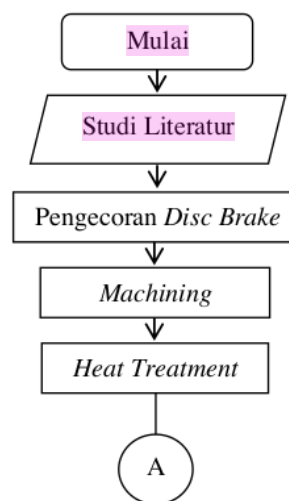 Mulai
Studi Literatur
Pengecoran Disc Brake
Machining
Heat Treatment
A